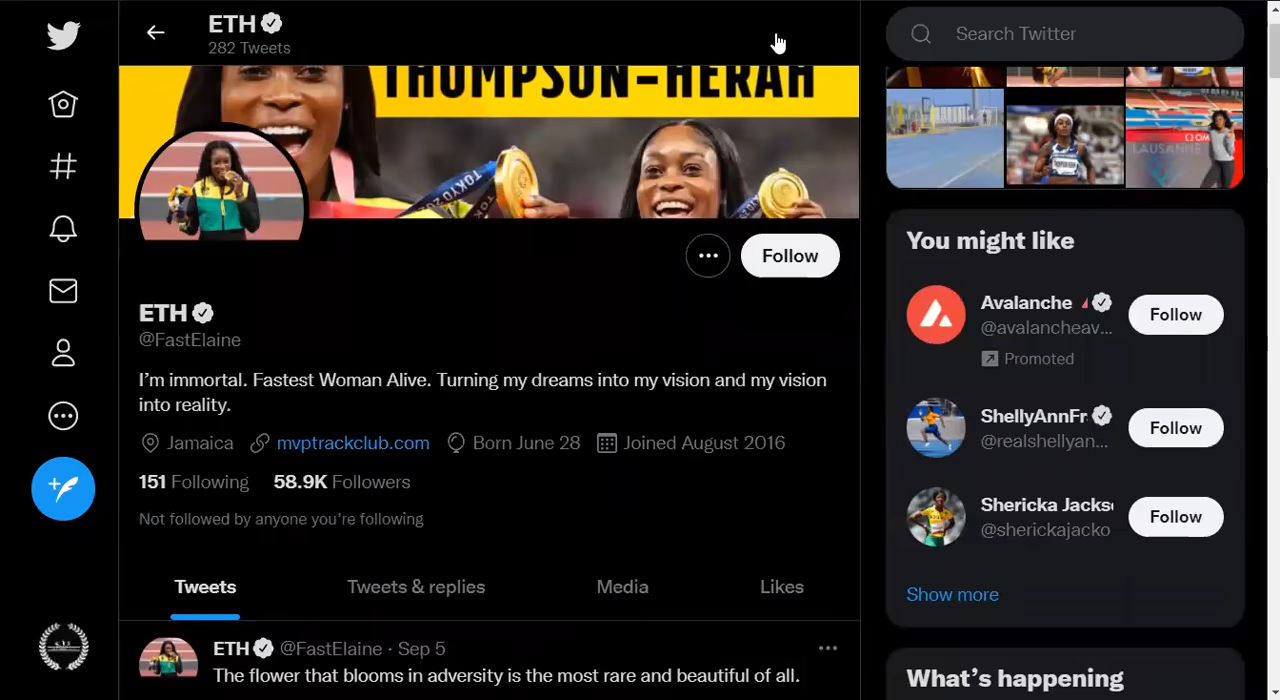 ETH
282 Tweets
Search Twitter
THOMPSON-HERAH
TOKYO 202
LAUSANNE
Follow
ETH
@FastElaine
I'm immortal. Fastest Woman Alive. Turning my dreams into my vision and my vision
into reality.
Jamaica mvptrackclub.com Born June 28 Joined August 2016
151 Following 58.9K Followers
Not followed by anyone you're following
Tweets Tweets & replies Media Likes
ETH @FastElaine · Sep 5
The flower that blooms in adversity is the most rare and beautiful of all.
You might like
Avalanche
@avalancheav...
Promoted
Follow
ShellyAnnFr
@realshellyan...
Follow
Shericka Jacks
@sherickajacko
Follow
Show more
What's happening